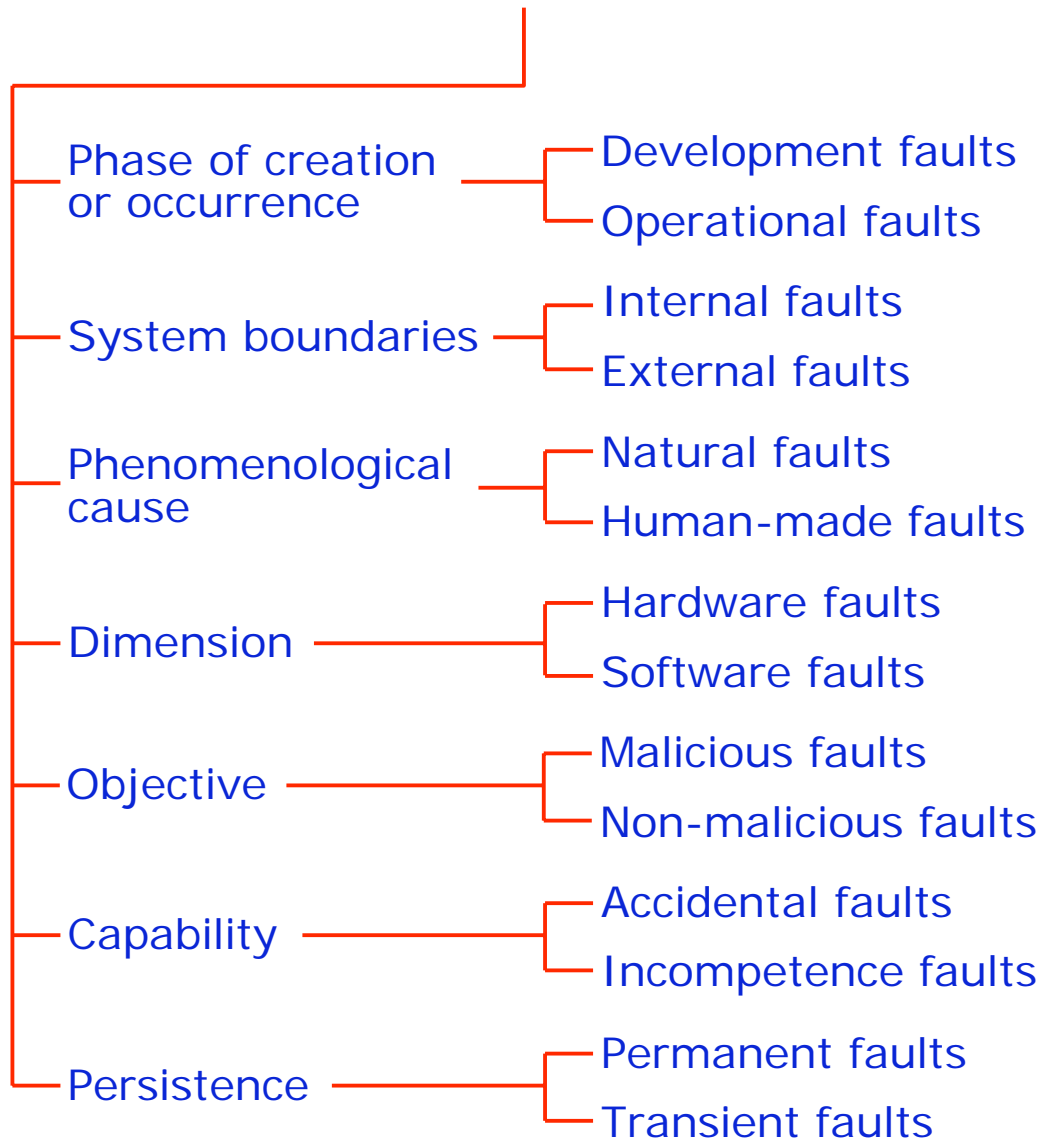 Phase of creation
or occurrence
Development faults
Operational faults
System boundaries
Internal faults
External faults
Phenomenological
cause
Natural faults
Human-made faults
Dimension
Hardware faults
Software faults
Objective
Malicious faults
Non-malicious faults
Capability
Accidental faults
Incompetence faults
Persistence
Permanent faults
Transient faults